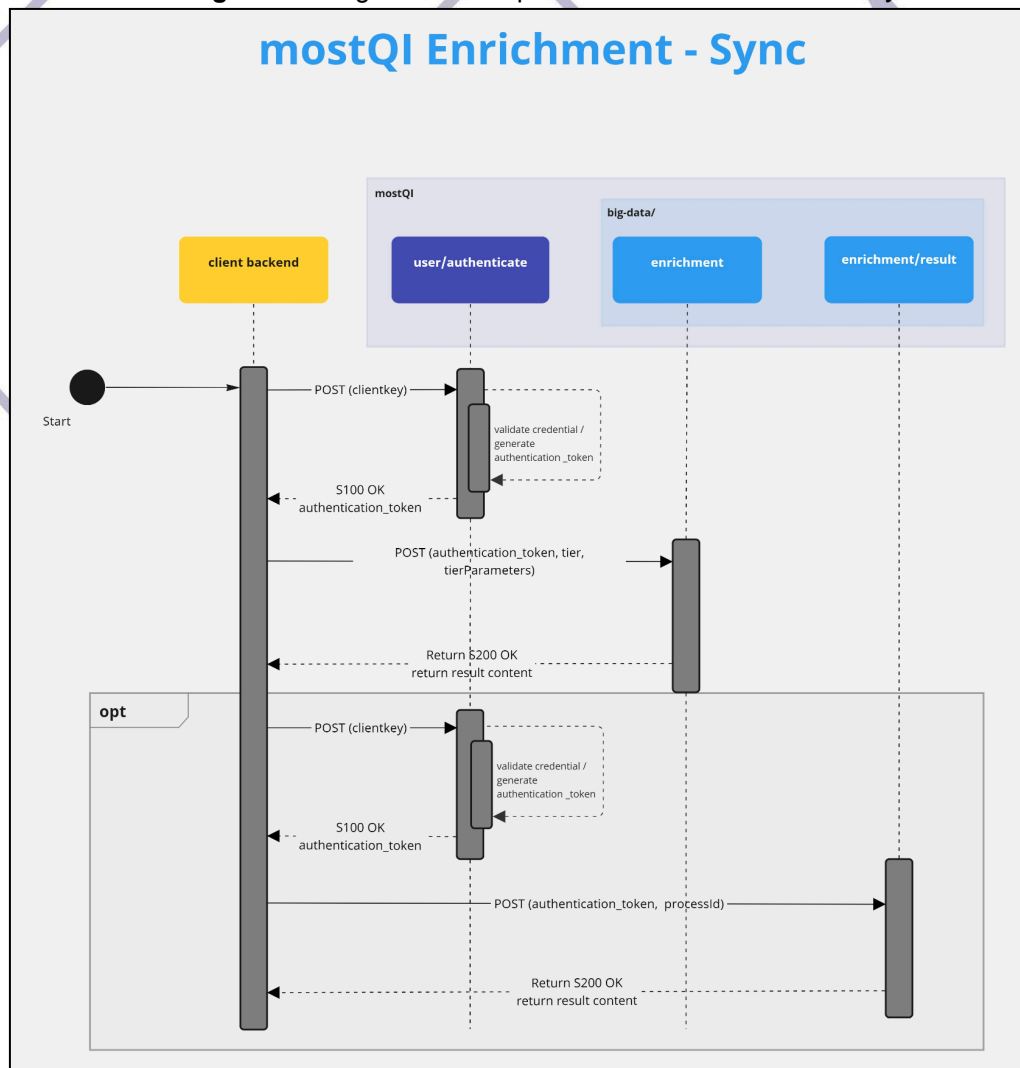 mostQI Enrichment - Sync
mostQI
big-data/
client backend
user/authenticate
enrichment
enrichment/result
Start
POST (clientkey)
validate credential /
generate
authentication _token
S100 OK
authentication_token
POST (authentication_token, tier,
tierParameters)
Return S200 OK
return result content
opt
POST (clientkey)
validate credential /
generate
authentication _token
S100 OK
authentication_token
POST (authentication_token, processId)
Return S200 OK
return result content